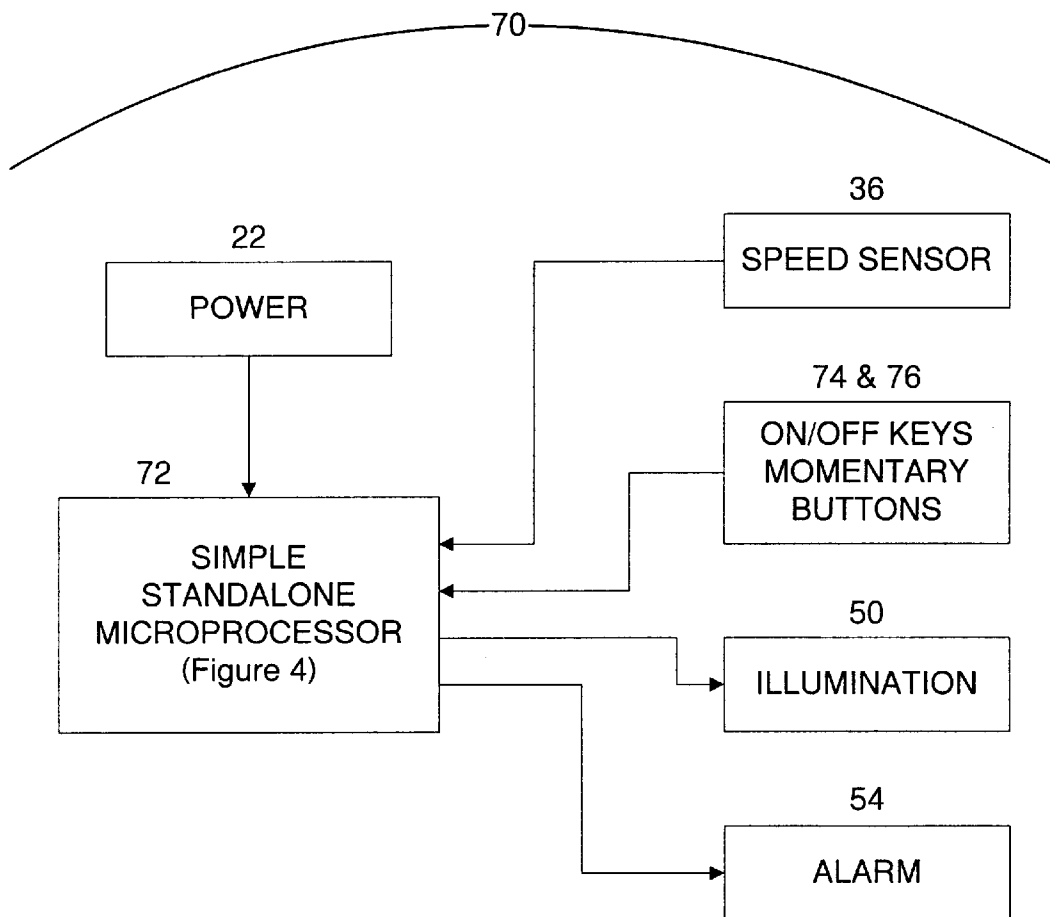 70
36
SPEED SENSOR
22
POWER
74 & 76
ON/OFF KEYS
MOMENTARY
BUTTONS
72
SIMPLE
STANDALONE
MICROPROCESSOR
(Figure 4)
50
ILLUMINATION
54
ALARM